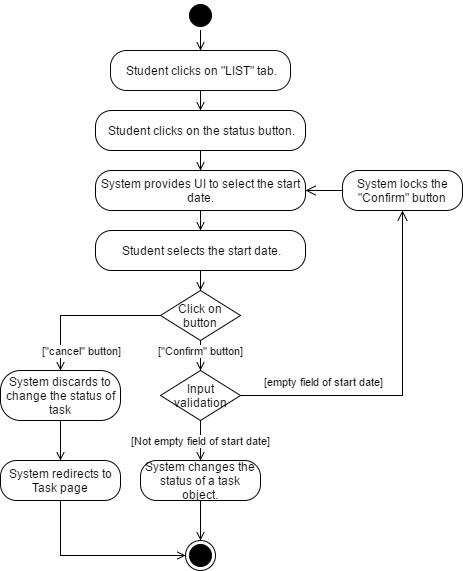 Student clicks on "LIST" tab.
Student clicks on the status button.
System provides UI to select the start
date.
System locks the
"Confirm" button
Student selects the start date.
Click on
button
["cancel" button]
["Confirm" button]
System discards to
change the status of
task
Input
validation
[empty field of start date]
[Not empty field of start date]
System redirects to
Task page
System changes the
status of a task
object.